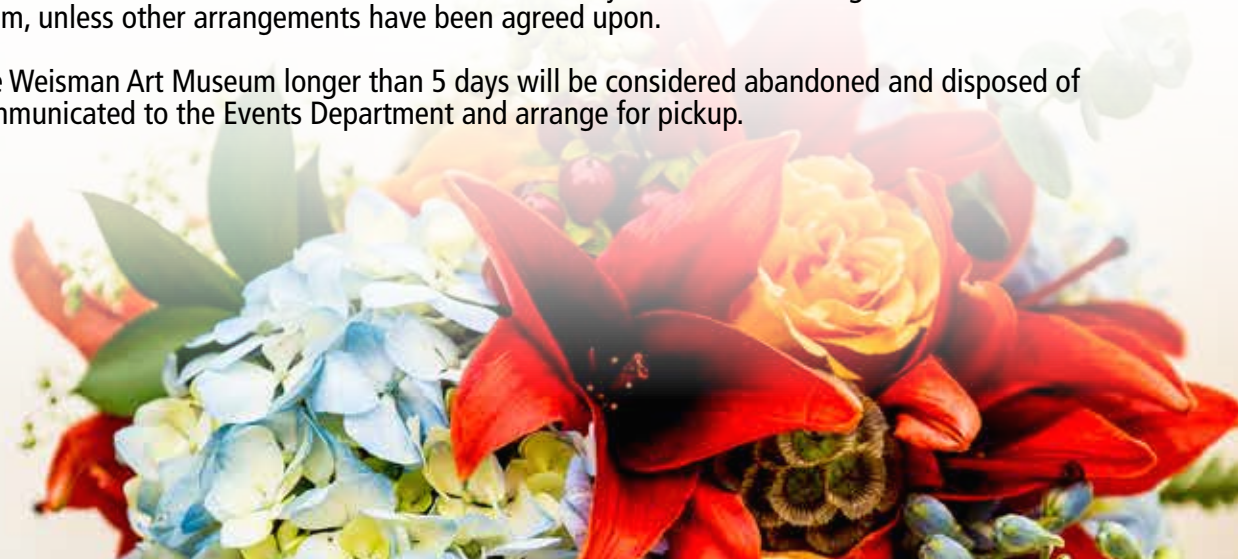 m, unless other arrangements have been agreed upon.
Weisman Art Museum longer than 5 days will be considered abandoned and disposed of
mmunicated to the Events Department and arrange for pickup.